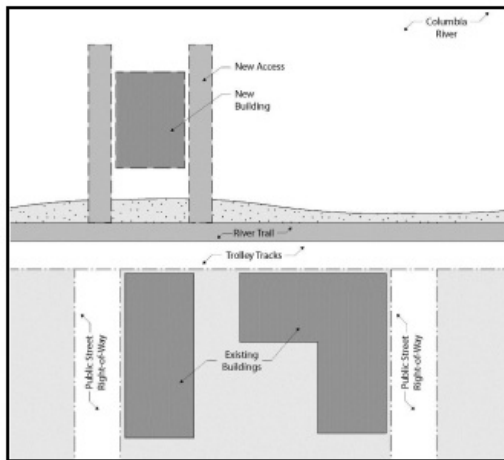 Columbia
River
New Access
New
Building
River Trail
Trolley Tracks
Public Street
Right-of-Way
Existing
Buildings
Public Street
Right-of-Way